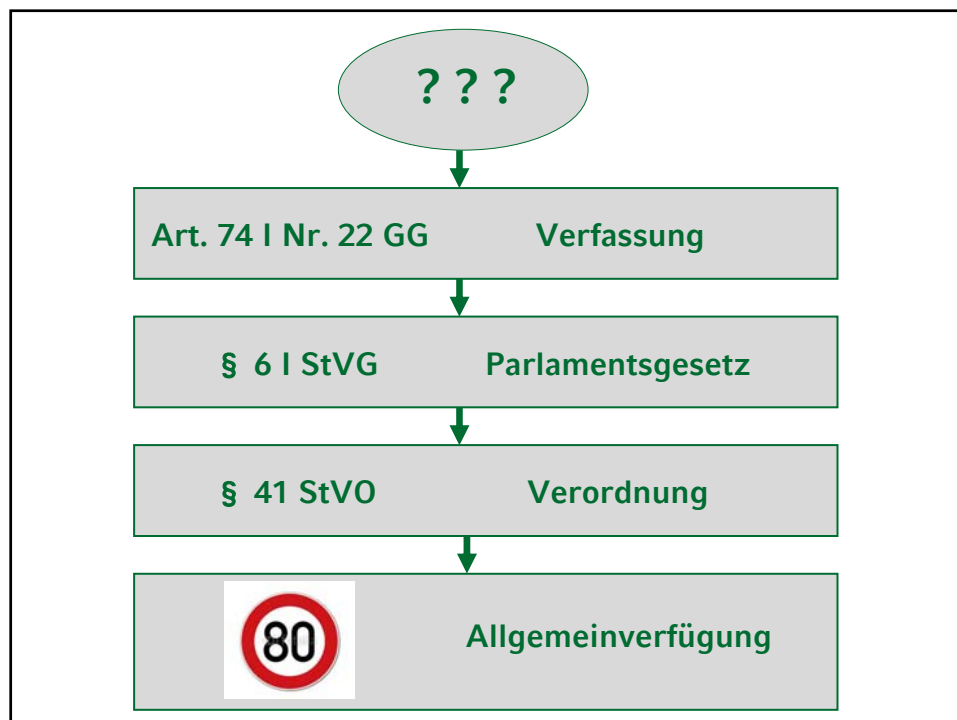 ? ? ?
Art. 74 I Nr. 22 GG Verfassung
§ 6 I StVG Parlamentsgesetz
§ 41 StVO Verordnung
80 Allgemeinverfügung